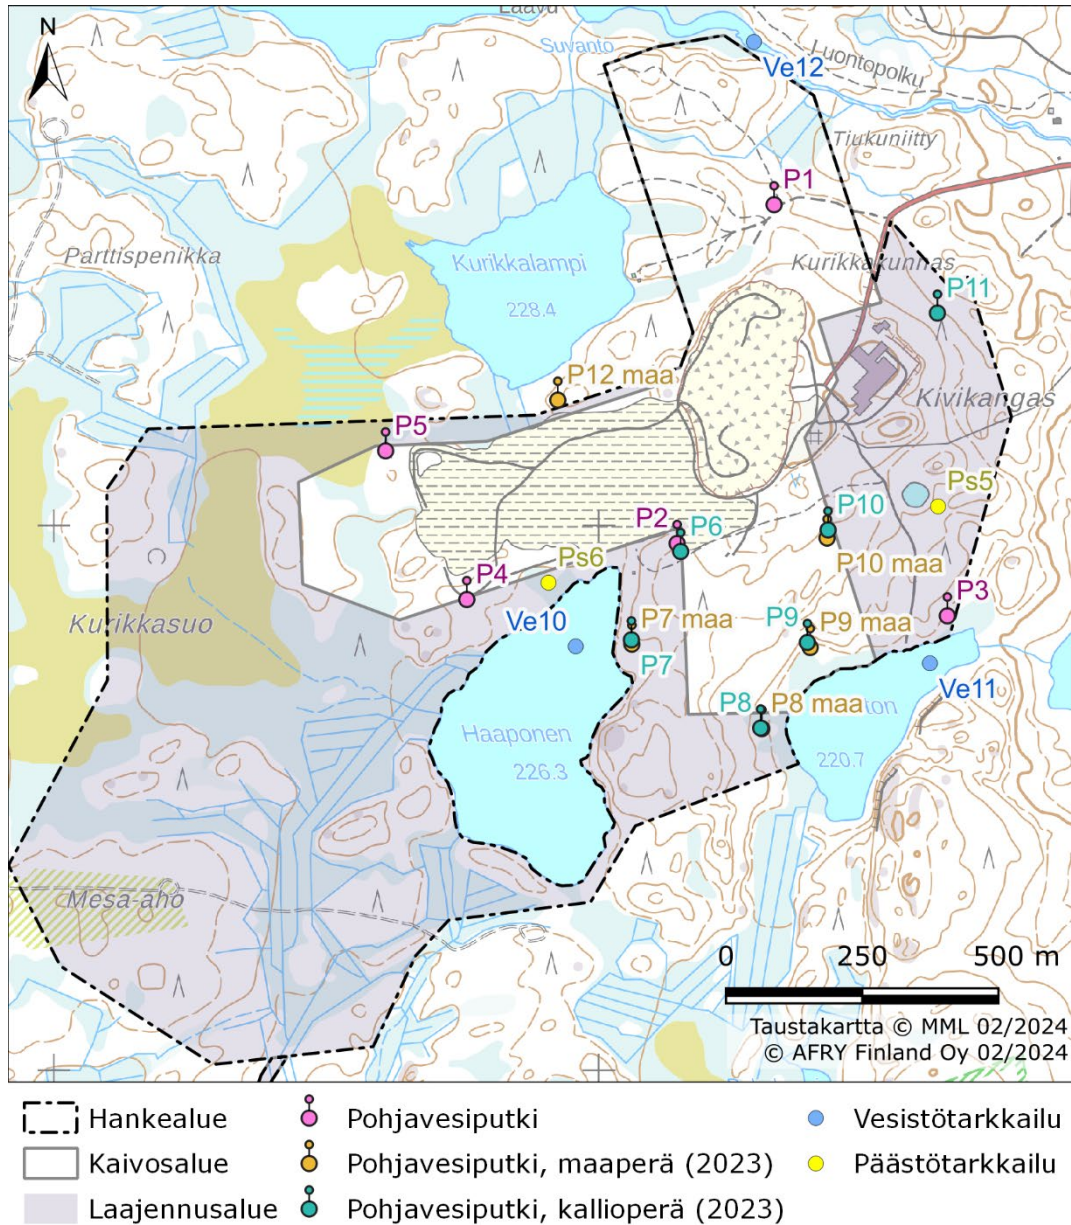 Laavu
N
Suvanto
Ve12
Luontopolku
Tiukuniitty
P1
Parttispenikka
Kurikkalampi
Kurikkakunnas
228.4
P11
P12 maa
Kivikangas
P5
Ps5
P2
P6
P10
P10 maa
Ps6
P4
P3
Kurikkasuo
Ve10
P7 maa
P9
P9 maa
P7
Ve11
P8
P8 maa
ton
Haaponen
226.3
220.7
Mesa-aho
0 250 500 m
Taustakartta © MML 02/2024
© AFRY Finland Oy 02/2024
Hankealue
Kaivosalue
Laajennusalue
Pohjavesiputki
Pohjavesiputki, maaperä (2023)
Pohjavesiputki, kallioperä (2023)
Vesistötarkkailu
Päästötarkkailu